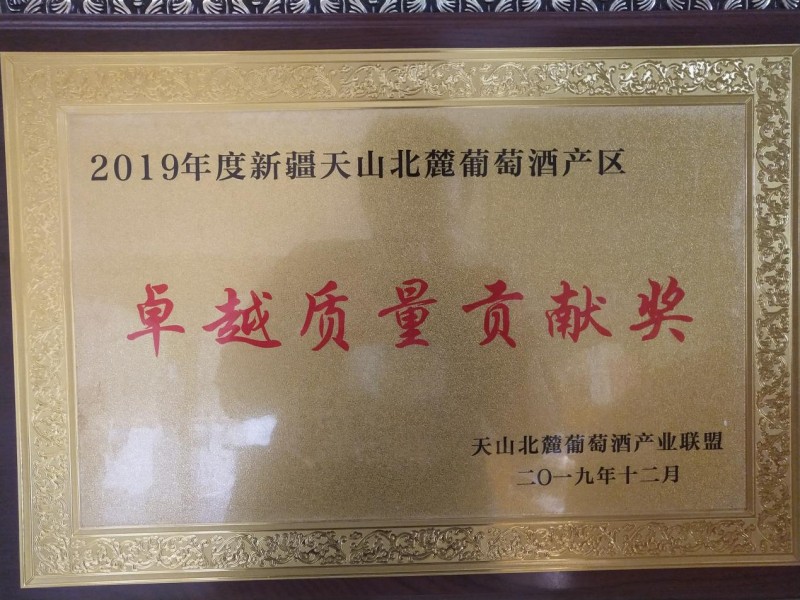 2019年度新疆天山北麓葡萄酒产区
卓越质量贡献奖
天山北麓葡萄酒产业联盟
二〇一九年十二月